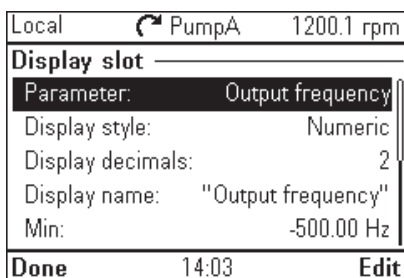 Local PumpA 1200.1 rpm
Display slot
Parameter: Output frequency
Display style: Numeric
Display decimals: 2
Display name: "Output frequency"
Min: -500.00 Hz
Done 14:03 Edit